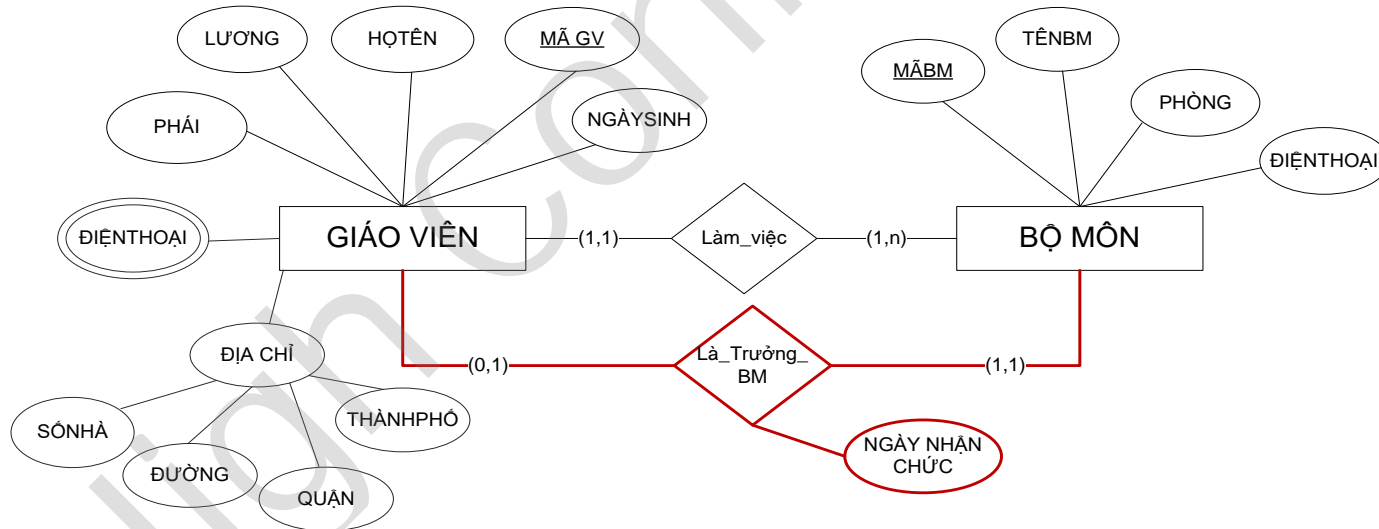 LƯƠNG
HỌTÊN
MÃ GV
TÊNBM
MÃBM
PHÁI
NGÀYSINH
PHÒNG
ĐIỆNTHOẠI
ĐIỆNTHOẠI
GIÁO VIÊN
(1,1)
Làm_việc
(1,n)
BỘ MÔN
ĐỊA CHỈ
(0,1)
Là_Trưởng_
BM
(1,1)
SỐNHÀ
THÀNHPHỐ
ĐƯỜNG
QUẬN
NGÀY NHẬN
CHỨC